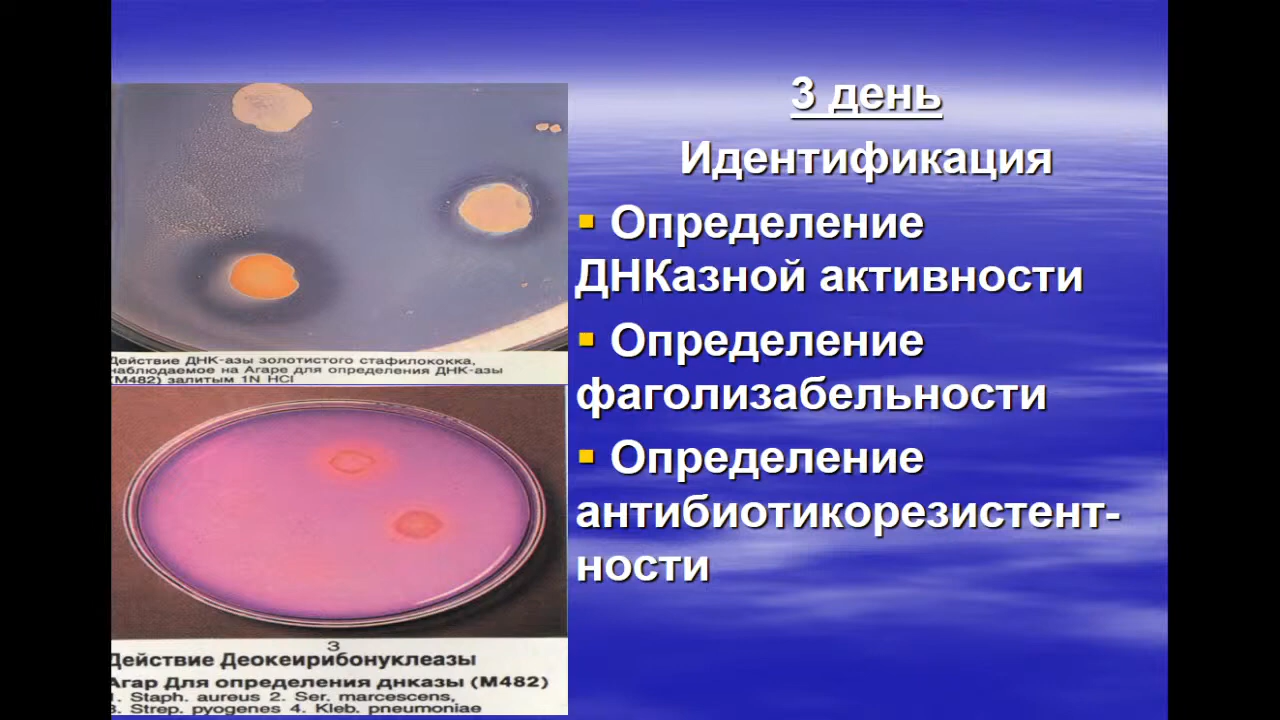 3 день
Идентификация
Определение
ДНКазной активности
Определение
фаголизабельности
Определение
антибиотикорезистент-
ности
Действие ДНК-азы золотистого стафилококка,
наблюдаемое на Агаре для определения ДНК-азы
(М482) залитым 1N HCl
3
Действие Деокеирибонуклеазы
Агар Для определения днказы (М482)
1. Staph. aureus 2. Ser. marcescens,
3. Strep. pyogenes 4. Kleb. pneumoniae